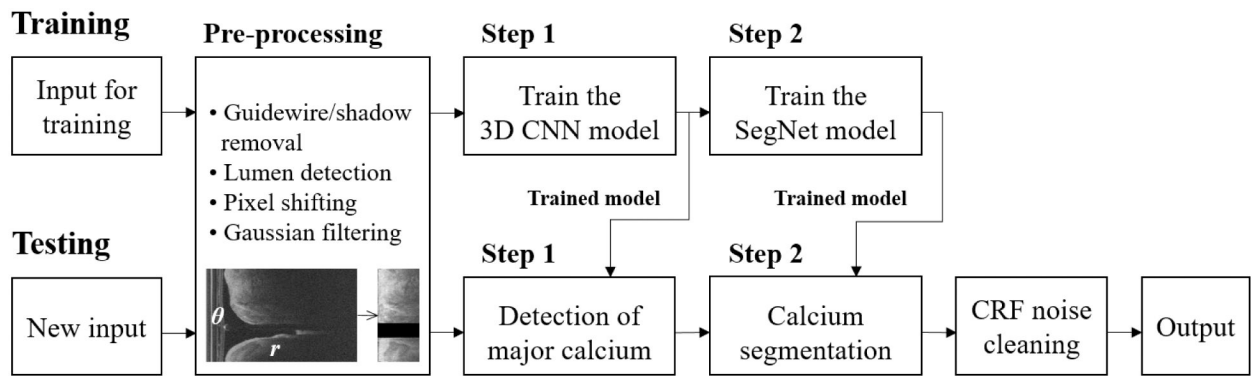 Training
Pre-processing
Step 1
Step 2
Input for
training
• Guidewire/shadow
removal
• Lumen detection
• Pixel shifting
• Gaussian filtering
θ
r
Train the
3D CNN model
Train the
SegNet model
Trained model
Trained model
Testing
Step 1
Step 2
New input
Detection of
major calcium
Calcium
segmentation
CRF noise
cleaning
Output